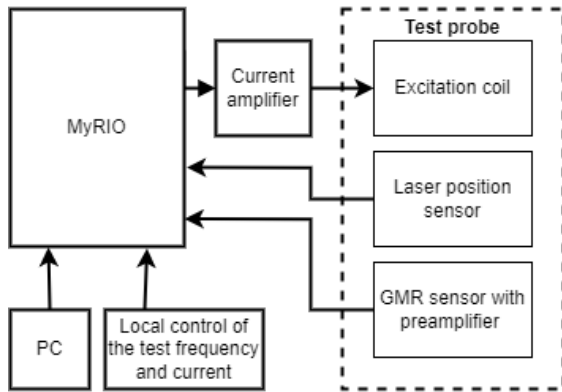 Test probe
MyRIO
Current
amplifier
Excitation coil
Laser position
sensor
GMR sensor with
preamplifier
PC
Local control of
the test frequency
and current